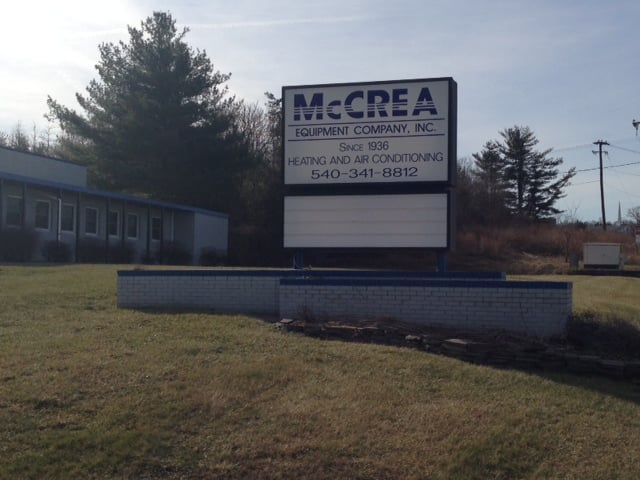 McCREA
EQUIPMENT COMPANY, INC.
SINCE 1936
HEATING AND AIR CONDITIONING
540-341-8812